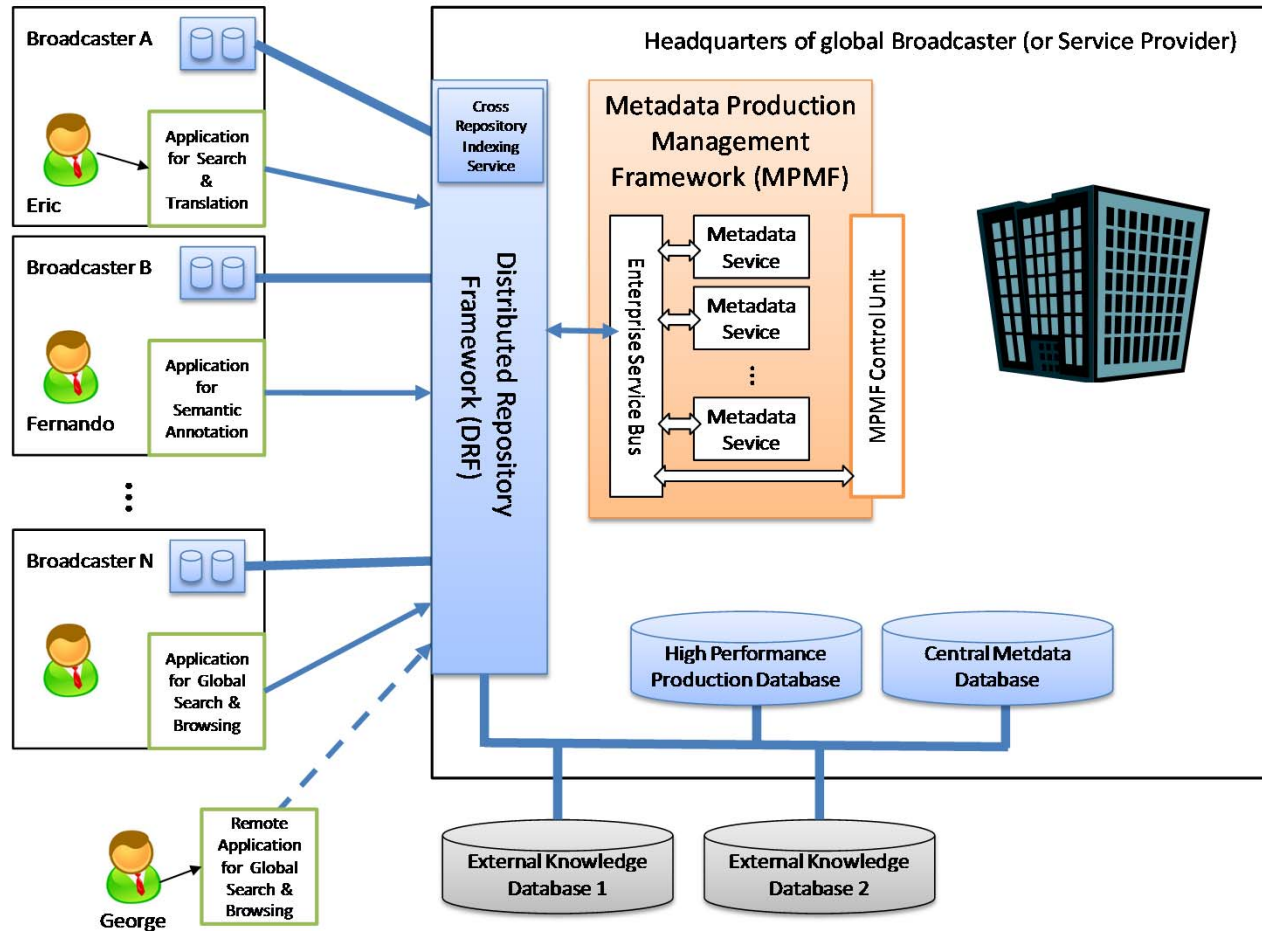 Broadcaster A
Eric
Application
for Search
&
Translation
Broadcaster B
Fernando
Application
for
Semantic
Annotation
...
Broadcaster N
Application
for Global
Search &
Browsing
George
Remote
Application
for Global
Search &
Browsing
Headquarters of global Broadcaster (or Service Provider)
Cross
Repository
Indexing
Service
Distributed Repository
Framework (DRF)
Metadata Production
Management
Framework (MPMF)
Enterprise Service Bus
Metadata
Sevice
Metadata
Sevice
...
Metadata
Sevice
MPMF Control Unit
High Performance
Production Database
Central Metdata
Database
External Knowledge
Database 1
External Knowledge
Database 2